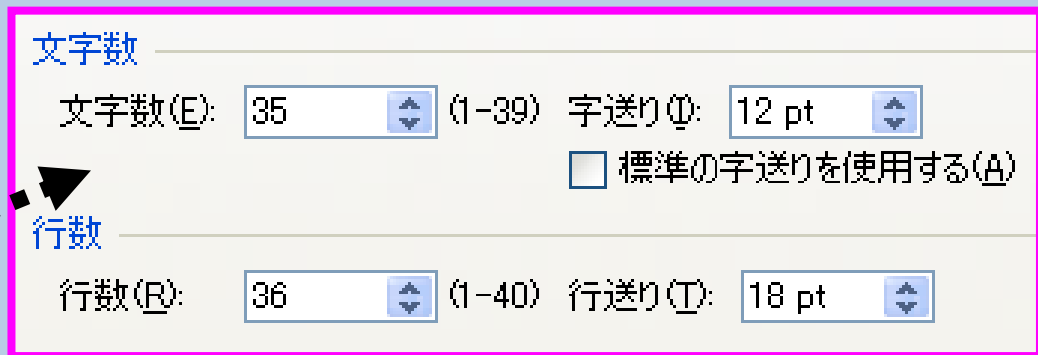 文字数
文字数(E): 35 (1-39) 字送り(I): 12 pt
標準の字送りを使用する(A)
行数
行数(R): 36 (1-40) 行送り(T): 18 pt